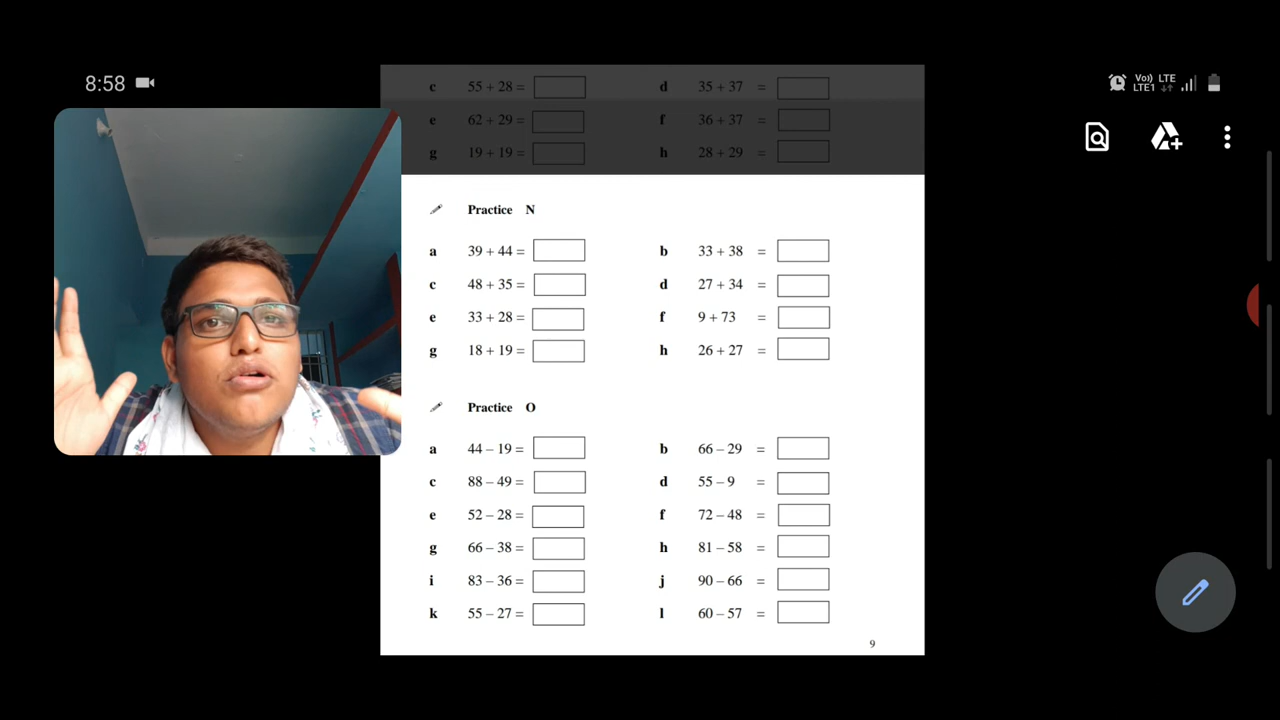 8:58
Vo)) LTE
LTE1
c 55 + 28 = d 35 + 37 =
e 62 + 29 = f 36 + 37 =
g 19 + 19 = h 28 + 29 =
Practice N
a 39 + 44 = b 33 + 38 =
c 48 + 35 = d 27 + 34 =
e 33 + 28 = f 9 + 73 =
g 18 + 19 = h 26 + 27 =
Practice O
a 44 – 19 = b 66 – 29 =
c 88 – 49 = d 55 – 9 =
e 52 – 28 = f 72 – 48 =
g 66 – 38 = h 81 – 58 =
i 83 – 36 = j 90 – 66 =
k 55 – 27 = l 60 – 57 =
9